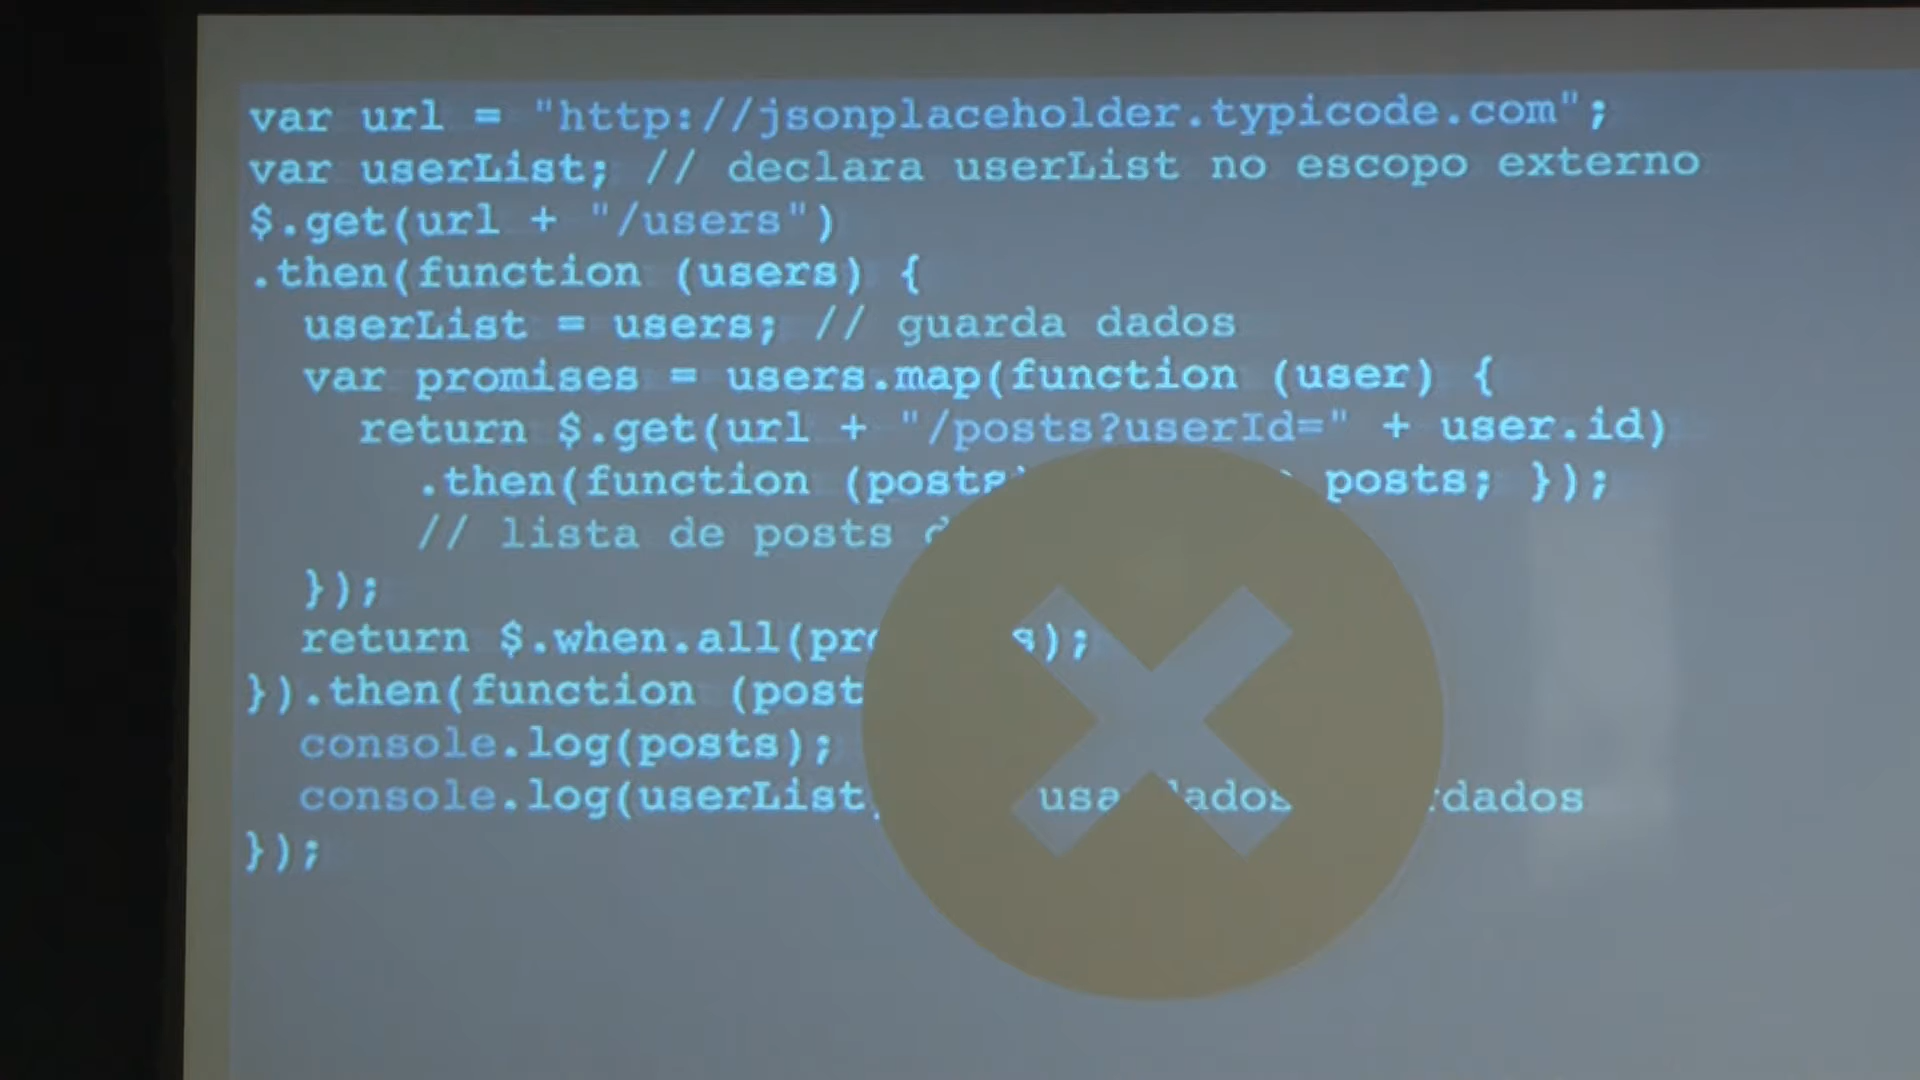 var url = "http://jsonplaceholder.typicode.com";
var userList; // declara userList no escopo externo
$.get(url + "/users")
.then(function (users) {
  userList = users; // guarda dados
  var promises = users.map(function (user) {
    return $.get(url + "/posts?userId=" + user.id)
      .then(function (posts posts; });
      // lista de posts
  });
  return $.when.all(pro s);
}).then(function (post
  console.log(posts);
  console.log(userList usa dados
});